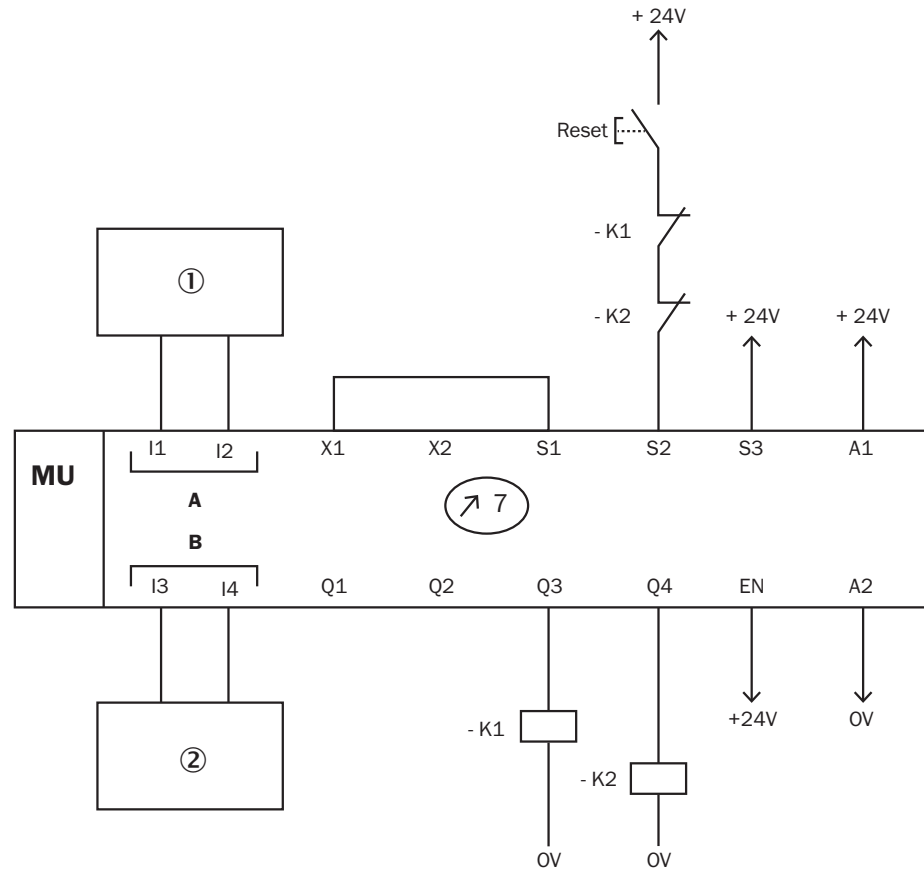 + 24V
Reset
- K1
①
- K2
+ 24V
+ 24V
MU
I1
I2
X1
X2
S1
S2
S3
A1
A
7
B
I3
I4
Q1
Q2
Q3
Q4
EN
A2
- K1
+24V
0V
②
- K2
0V
0V